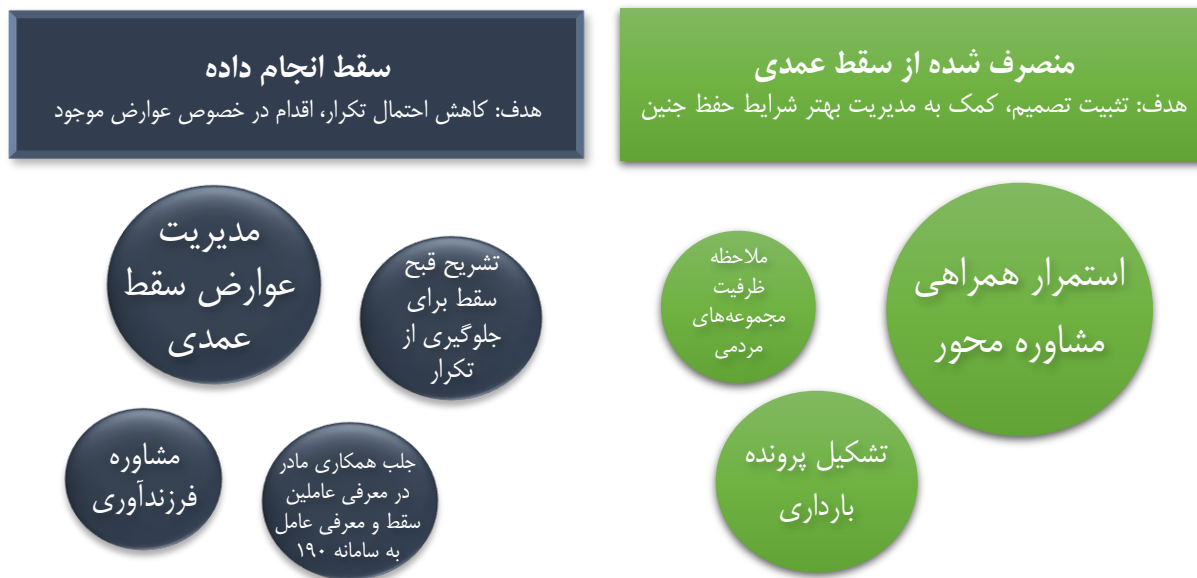 منصرف شده از سقط عمدی
هدف: تثبیت تصمیم، کمک به مدیریت بهتر شرایط حفظ جنین
استمرار همراهی
مشاوره محور
ملاحظه
ظرفیت
مجموعه‌های
مردمی
تشکیل پرونده
بارداری
سقط انجام داده
هدف: کاهش احتمال تکرار، اقدام در خصوص عوارض موجود
تشریح قبح
سقط برای
جلوگیری از
تکرار
مدیریت
عوارض سقط
عمدی
جلب همکاری مادر
در معرفی عاملین
سقط و معرفی عامل
به سامانه ۱۹۰
مشاوره
فرزندآوری